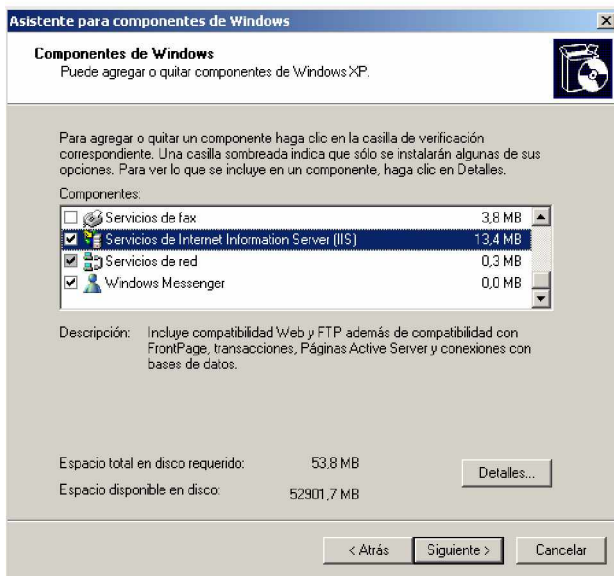 Asistente para componentes de Windows
Componentes de Windows
Puede agregar o quitar componentes de Windows XP.
Para agregar o quitar un componente haga clic en la casilla de verificación
correspondiente. Una casilla sombreada indica que sólo se instalarán algunas de sus
opciones. Para ver lo que se incluye en un componente, haga clic en Detalles.
Componentes:
Servicios de fax 3,8 MB
Servicios de Internet Information Server (IIS) 13,4 MB
Servicios de red 0,3 MB
Windows Messenger 0,0 MB
Descripción: Incluye compatibilidad Web y FTP además de compatibilidad con
FrontPage, transacciones, Páginas Active Server y conexiones con
bases de datos.
Espacio total en disco requerido: 53,8 MB
Espacio disponible en disco: 52901,7 MB
Detalles...
< Atrás Siguiente > Cancelar